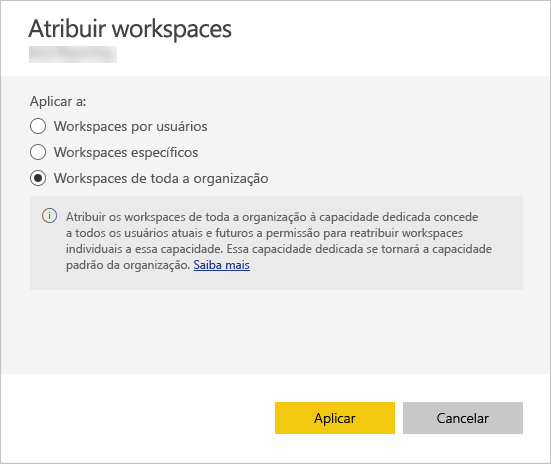 Atribuir workspaces
Aplicar a:
Workspaces por usuários
Workspaces específicos
Workspaces de toda a organização
Atribuir os workspaces de toda a organização à capacidade dedicada concede
a todos os usuários atuais e futuros a permissão para reatribuir workspaces
individuais a essa capacidade. Essa capacidade dedicada se tornará a capacidade
padrão da organização. Saiba mais
Aplicar
Cancelar